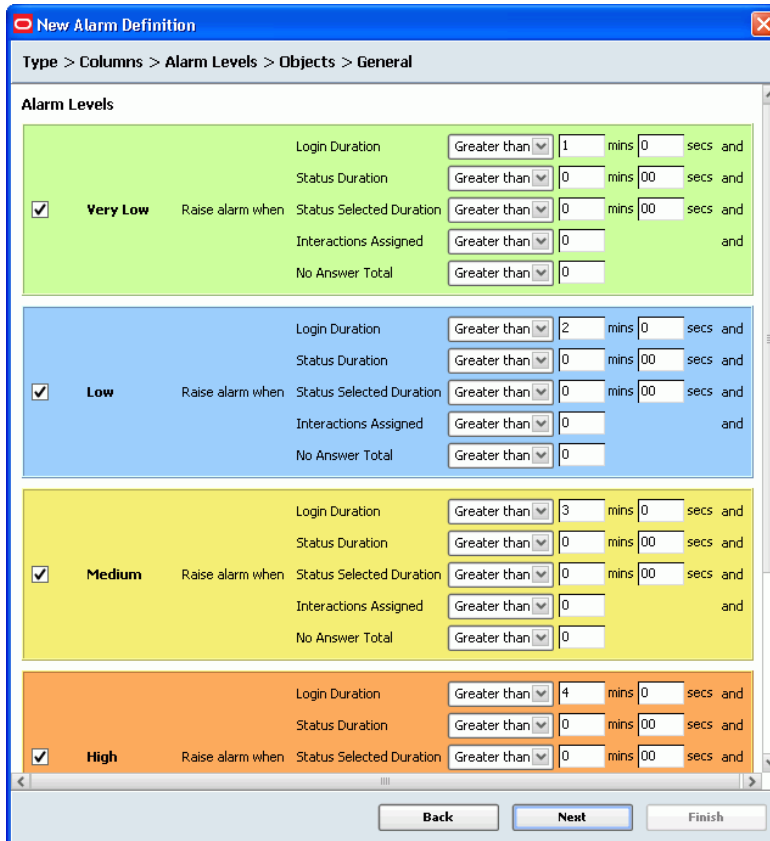 New Alarm Definition
Type > Columns > Alarm Levels > Objects > General
Alarm Levels
Login Duration Greater than 1 mins 0 secs and
Status Duration Greater than 0 mins 00 secs and
Very Low Raise alarm when Status Selected Duration Greater than 0 mins 00 secs and
Interactions Assigned Greater than 0 and
No Answer Total Greater than 0
Login Duration Greater than 2 mins 0 secs and
Status Duration Greater than 0 mins 00 secs and
Low Raise alarm when Status Selected Duration Greater than 0 mins 00 secs and
Interactions Assigned Greater than 0 and
No Answer Total Greater than 0
Login Duration Greater than 3 mins 0 secs and
Status Duration Greater than 0 mins 00 secs and
Medium Raise alarm when Status Selected Duration Greater than 0 mins 00 secs and
Interactions Assigned Greater than 0 and
No Answer Total Greater than 0
Login Duration Greater than 4 mins 0 secs and
Status Duration Greater than 0 mins 00 secs and
High Raise alarm when Status Selected Duration Greater than 0 mins 00 secs and
Back Next Finish